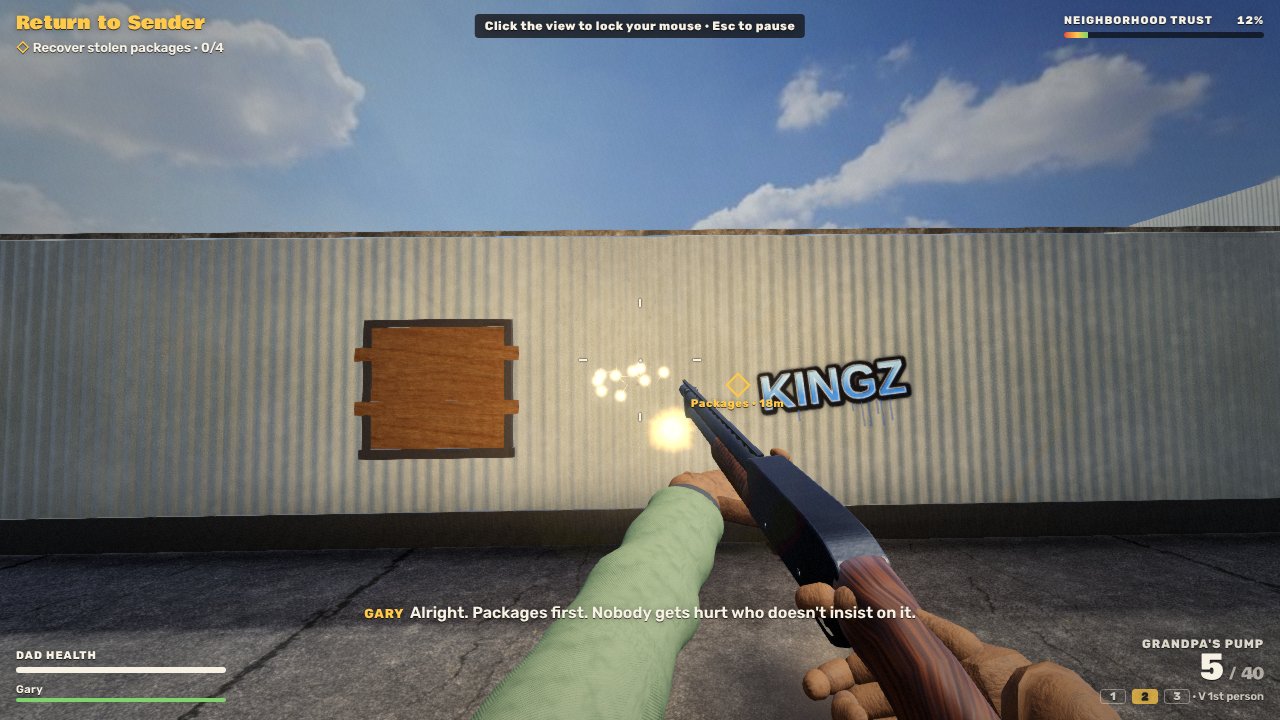 Return to Sender
Recover stolen packages · 0/4
Click the view to lock your mouse · Esc to pause
NEIGHBORHOOD TRUST 12%
KINGZ
Packages · 18m
GARY Alright. Packages first. Nobody gets hurt who doesn't insist on it.
DAD HEALTH
Gary
GRANDPA'S PUMP
5 / 40
1 2 3 · V 1st person